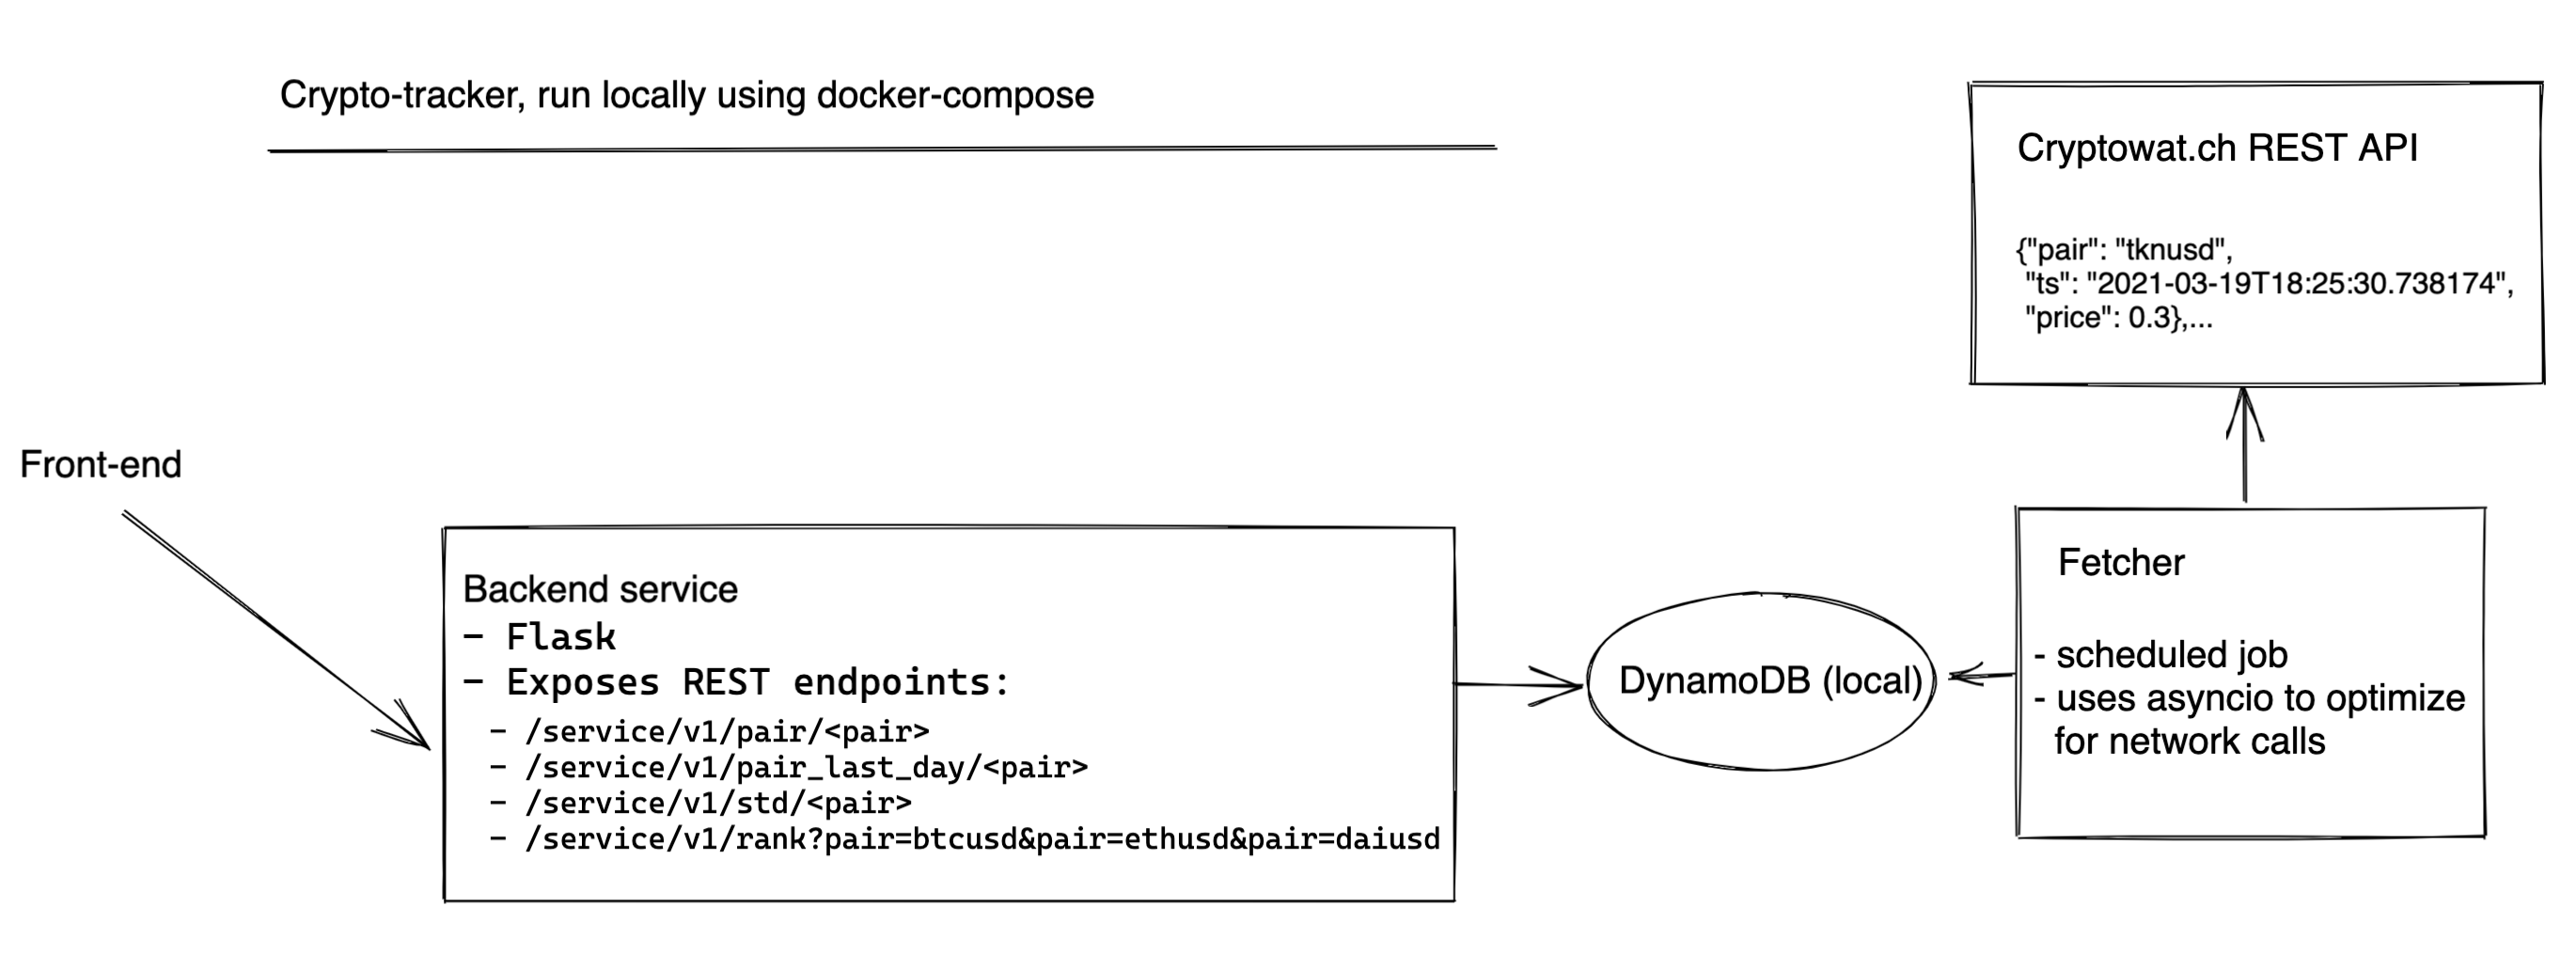 Crypto-tracker, run locally using docker-compose
Cryptowat.ch REST API
{"pair": "tknusd",
"ts": "2021-03-19T18:25:30.738174",
"price": 0.3},...
Front-end
Backend service
- Flask
- Exposes REST endpoints:
- /service/v1/pair/<pair>
- /service/v1/pair_last_day/<pair>
- /service/v1/std/<pair>
- /service/v1/rank?pair=btcusd&pair=ethusd&pair=daiusd
DynamoDB (local)
Fetcher
- scheduled job
- uses asyncio to optimize
for network calls